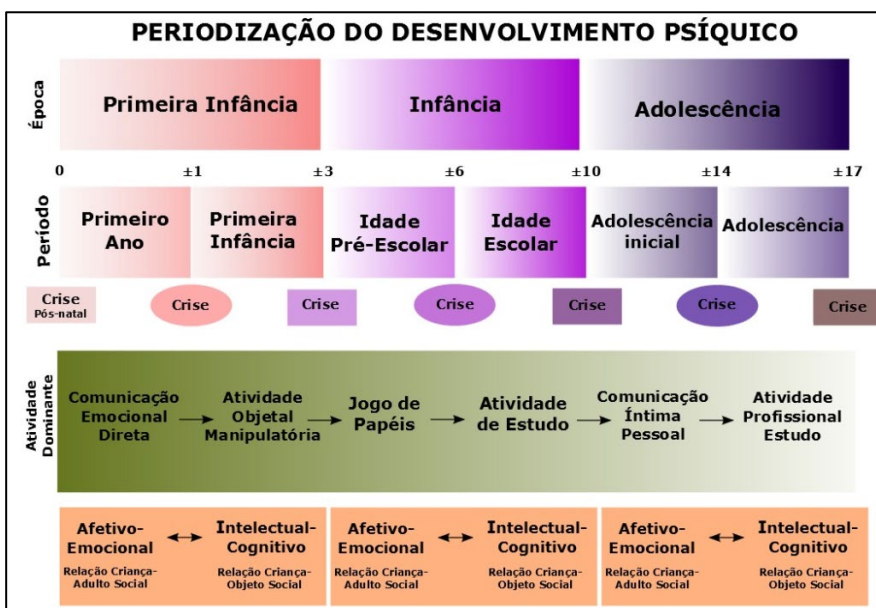 PERIODIZAÇÃO DO DESENVOLVIMENTO PSÍQUICO
Época
Primeira Infância
Infância
Adolescência
0 ±1 ±3 ±6 ±10 ±14 ±17
Período
Primeiro
Ano
Primeira
Infância
Idade
Pré-Escolar
Idade
Escolar
Adolescência
inicial
Adolescência
Crise
Pós-natal
Crise
Crise
Crise
Crise
Crise
Crise
Atividade
Dominante
Comunicação
Emocional
Direta
Atividade
Objetal
Manipulatória
Jogo de
Papéis
Atividade
de Estudo
Comunicação
Íntima
Pessoal
Atividade
Profissional
Estudo
Afetivo-
Emocional
Relação Criança-
Adulto Social
Intelectual-
Cognitivo
Relação Criança-
Objeto Social
Afetivo-
Emocional
Relação Criança-
Adulto Social
Intelectual-
Cognitivo
Relação Criança-
Objeto Social
Afetivo-
Emocional
Relação Criança-
Adulto Social
Intelectual-
Cognitivo
Relação Criança-
Objeto Social